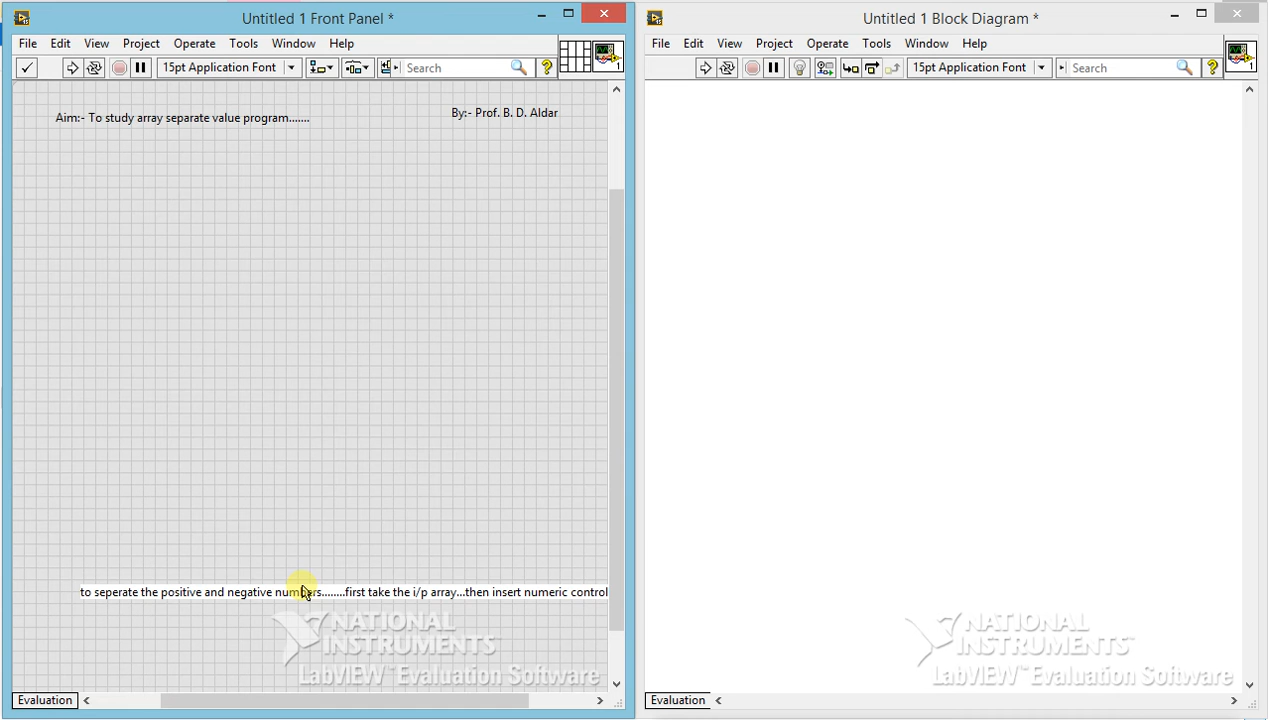 Untitled 1 Front Panel *
File Edit View Project Operate Tools Window Help
15pt Application Font
Search
?
Aim:- To study array separate value program.......
By:- Prof. B. D. Aldar
to seperate the positive and negative numbers........first take the i/p array...then insert numeric control
NATIONAL
INSTRUMENTS
LabVIEW™ Evaluation Software
Evaluation
Untitled 1 Block Diagram *
File Edit View Project Operate Tools Window Help
15pt Application Font
Search
?
1
NATIONAL
INSTRUMENTS
LabVIEW™ Evaluation Software
Evaluation